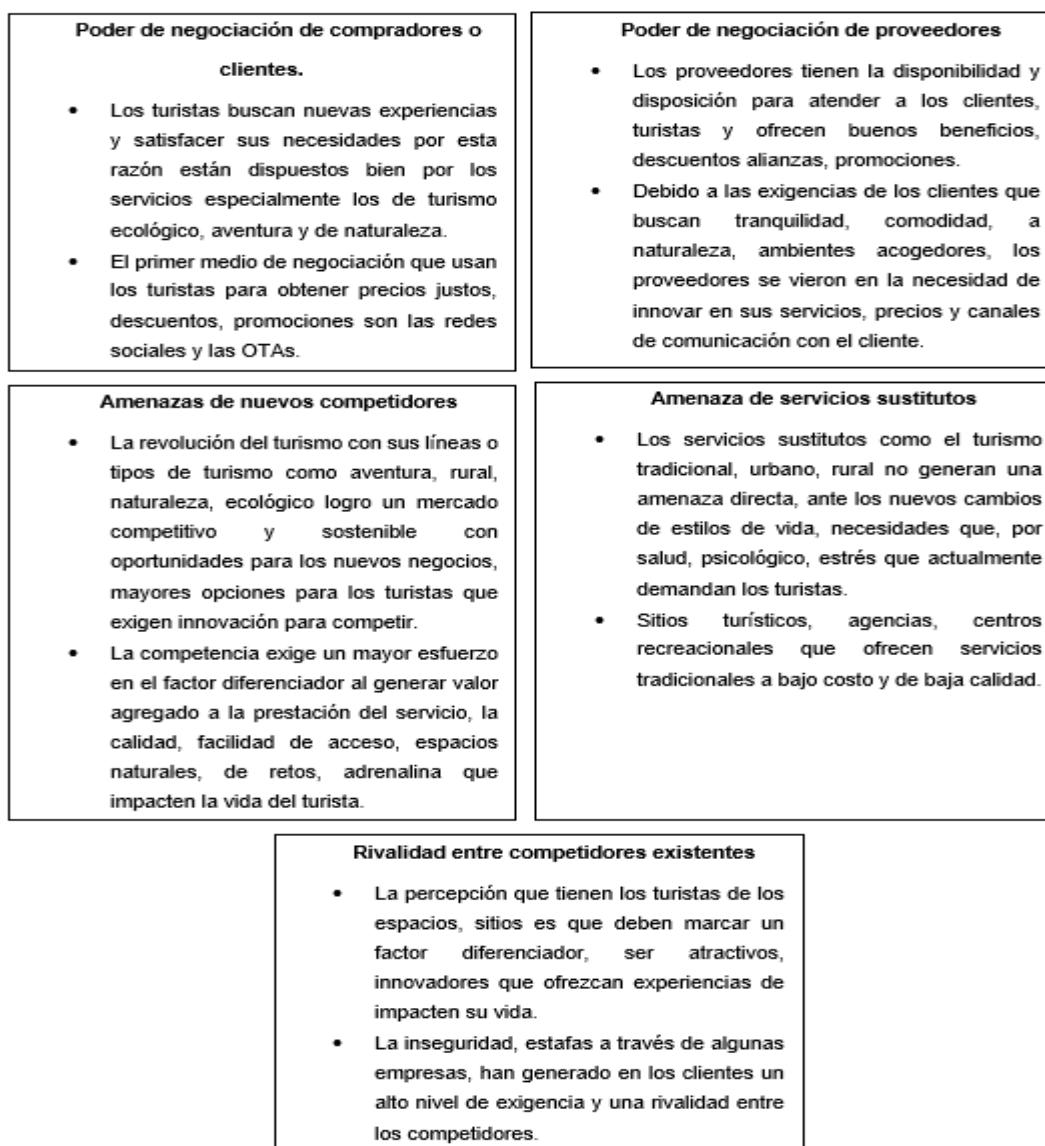 Poder de negociación de compradores o
clientes.
• Los turistas buscan nuevas experiencias
y satisfacer sus necesidades por esta
razón están dispuestos bien por los
servicios especialmente los de turismo
ecológico, aventura y de naturaleza.
• El primer medio de negociación que usan
los turistas para obtener precios justos,
descuentos, promociones son las redes
sociales y las OTAs.
Poder de negociación de proveedores
• Los proveedores tienen la disponibilidad y
disposición para atender a los clientes,
turistas y ofrecen buenos beneficios,
descuentos alianzas, promociones.
• Debido a las exigencias de los clientes que
buscan tranquilidad, comodidad, a
naturaleza, ambientes acogedores, los
proveedores se vieron en la necesidad de
innovar en sus servicios, precios y canales
de comunicación con el cliente.
Amenazas de nuevos competidores
• La revolución del turismo con sus líneas o
tipos de turismo como aventura, rural,
naturaleza, ecológico logro un mercado
competitivo y sostenible con
oportunidades para los nuevos negocios,
mayores opciones para los turistas que
exigen innovación para competir.
• La competencia exige un mayor esfuerzo
en el factor diferenciador al generar valor
agregado a la prestación del servicio, la
calidad, facilidad de acceso, espacios
naturales, de retos, adrenalina que
impacten la vida del turista.
Amenaza de servicios sustitutos
• Los servicios sustitutos como el turismo
tradicional, urbano, rural no generan una
amenaza directa, ante los nuevos cambios
de estilos de vida, necesidades que, por
salud, psicológico, estrés que actualmente
demandan los turistas.
• Sitios turísticos, agencias, centros
recreacionales que ofrecen servicios
tradicionales a bajo costo y de baja calidad.
Rivalidad entre competidores existentes
• La percepción que tienen los turistas de los
espacios, sitios es que deben marcar un
factor diferenciador, ser atractivos,
innovadores que ofrezcan experiencias de
impacten su vida.
• La inseguridad, estafas a través de algunas
empresas, han generado en los clientes un
alto nivel de exigencia y una rivalidad entre
los competidores.